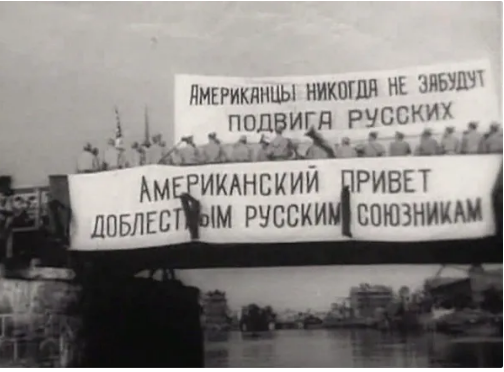 Американцы никогда не забудут
подвига русских
Американский привет
доблестным русским союзникам